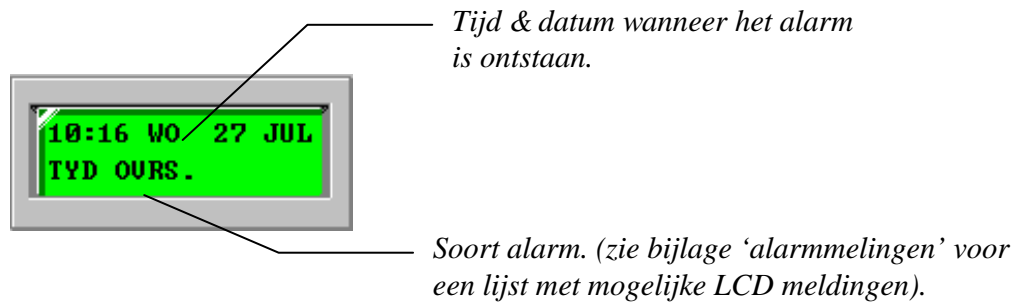 Tijd & datum wanneer het alarm
is ontstaan.
10:16 WO 27 JUL
TYD OVRS.
Soort alarm. (zie bijlage ‘alarmmelingen’ voor
een lijst met mogelijke LCD meldingen).